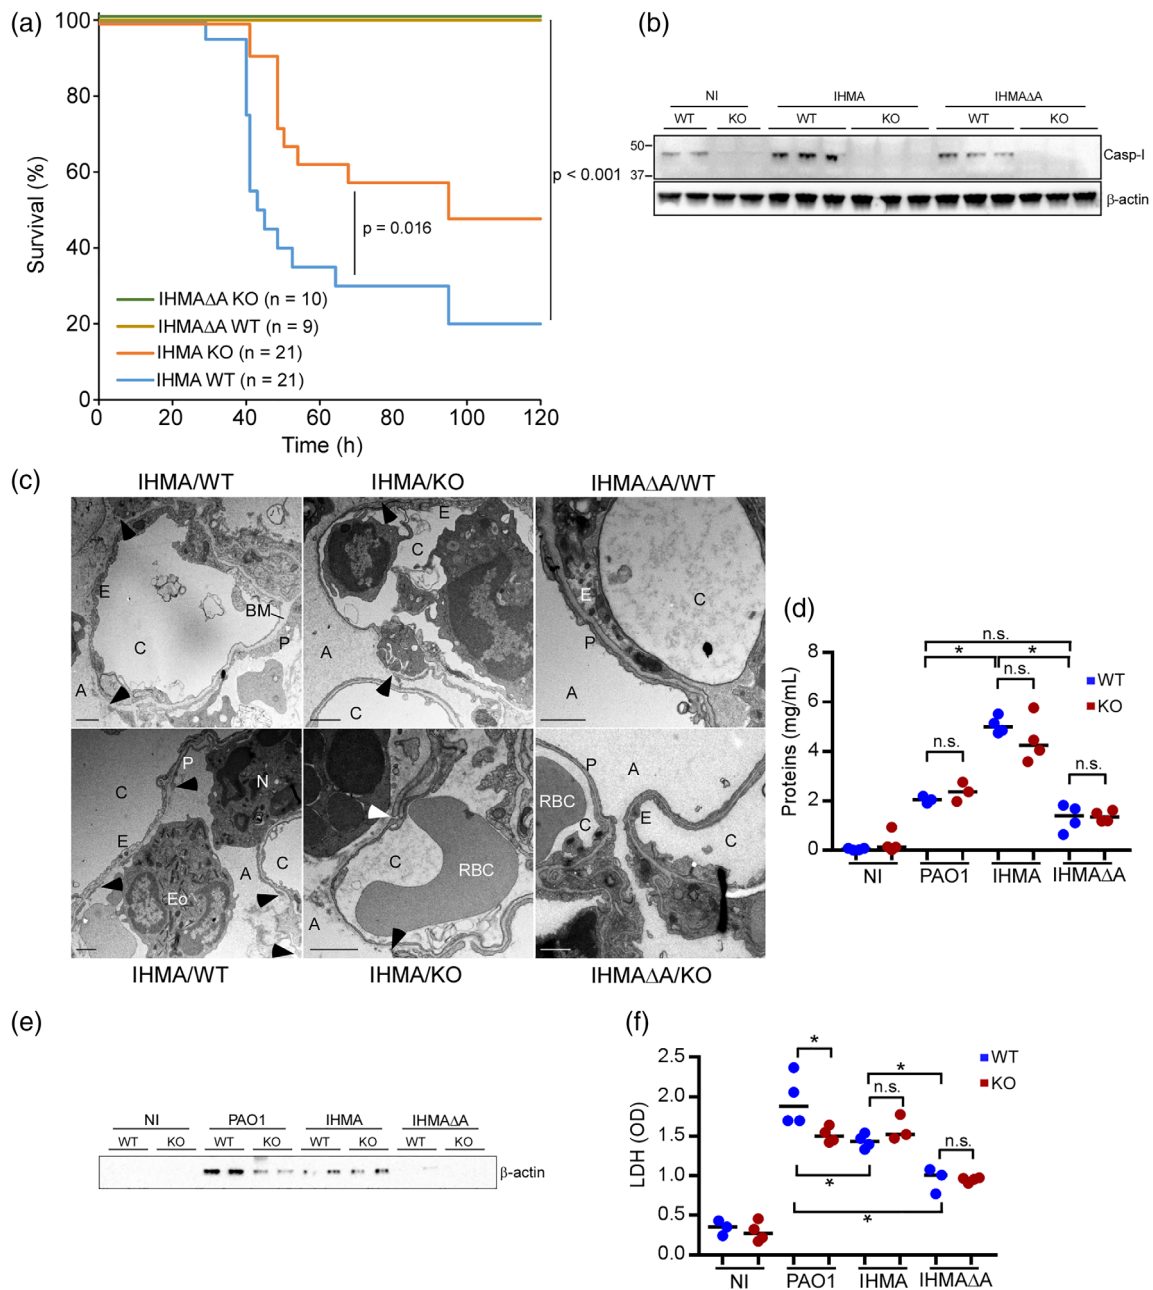 (a)
100
80
60
40
20
0
Survival (%)
0 20 40 60 80 100 120
Time (h)
p < 0.001
p = 0.016
IHMAΔA KO (n = 10)
IHMAΔA WT (n = 9)
IHMA KO (n = 21)
IHMA WT (n = 21)
(b)
NI IHMA IHMAΔA
WT KO WT KO WT KO
50
37
Casp-I
β-actin
(c)
IHMA/WT IHMA/KO IHMAΔA/WT
E BM C P A
E C A C
E C P A
P N C E A C Eo
C RBC A
P A RBC E C C
IHMA/WT IHMA/KO IHMAΔA/KO
(d)
n.s.
* *
n.s.
n.s.
n.s.
WT
KO
8
6
4
2
0
Proteins (mg/mL)
NI PAO1 IHMA IHMAΔA
(e)
NI PAO1 IHMA IHMAΔA
WT KO WT KO WT KO WT KO
β-actin
(f)
WT
KO
*
*
n.s.
n.s.
*
*
2.5
2.0
1.5
1.0
0.5
0.0
LDH (OD)
NI PAO1 IHMA IHMAΔA